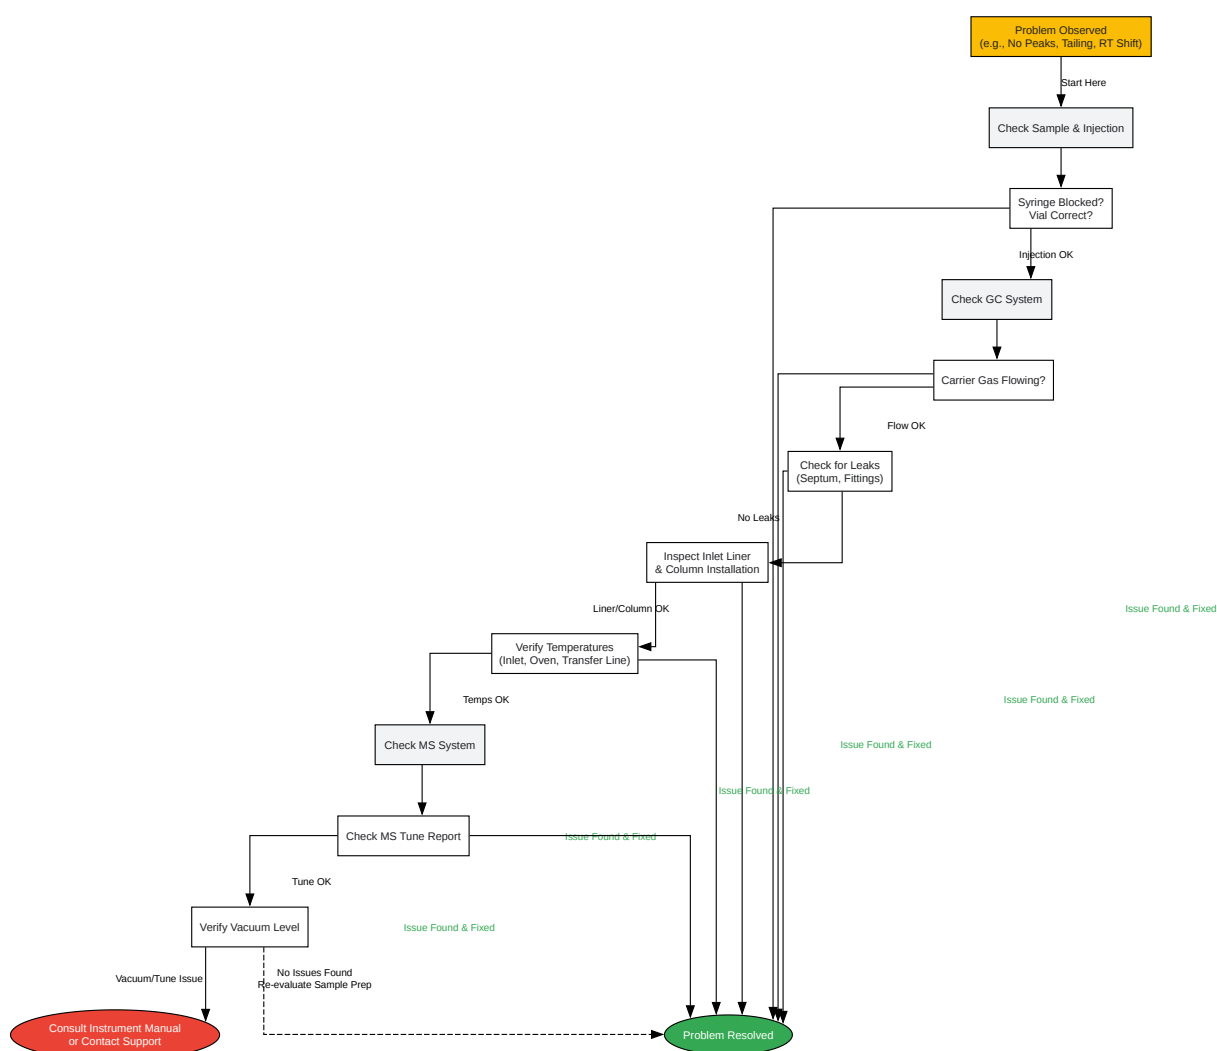 Problem Observed
(e.g., No Peaks, Tailing, RT Shift)
Start Here
Check Sample & Injection
Syringe Blocked?
Vial Correct?
Injection OK
Check GC System
Carrier Gas Flowing?
Flow OK
Check for Leaks
(Septum, Fittings)
No Leaks
Inspect Inlet Liner
& Column Installation
Liner/Column OK
Issue Found & Fixed
Verify Temperatures
(Inlet, Oven, Transfer Line)
Temps OK
Issue Found & Fixed
Check MS System
Issue Found & Fixed
Issue Found & Fixed
Check MS Tune Report
Issue Found & Fixed
Tune OK
Verify Vacuum Level
Issue Found & Fixed
Vacuum/Tune Issue
No Issues Found
Re-evaluate Sample Prep
Consult Instrument Manual
or Contact Support
Problem Resolved